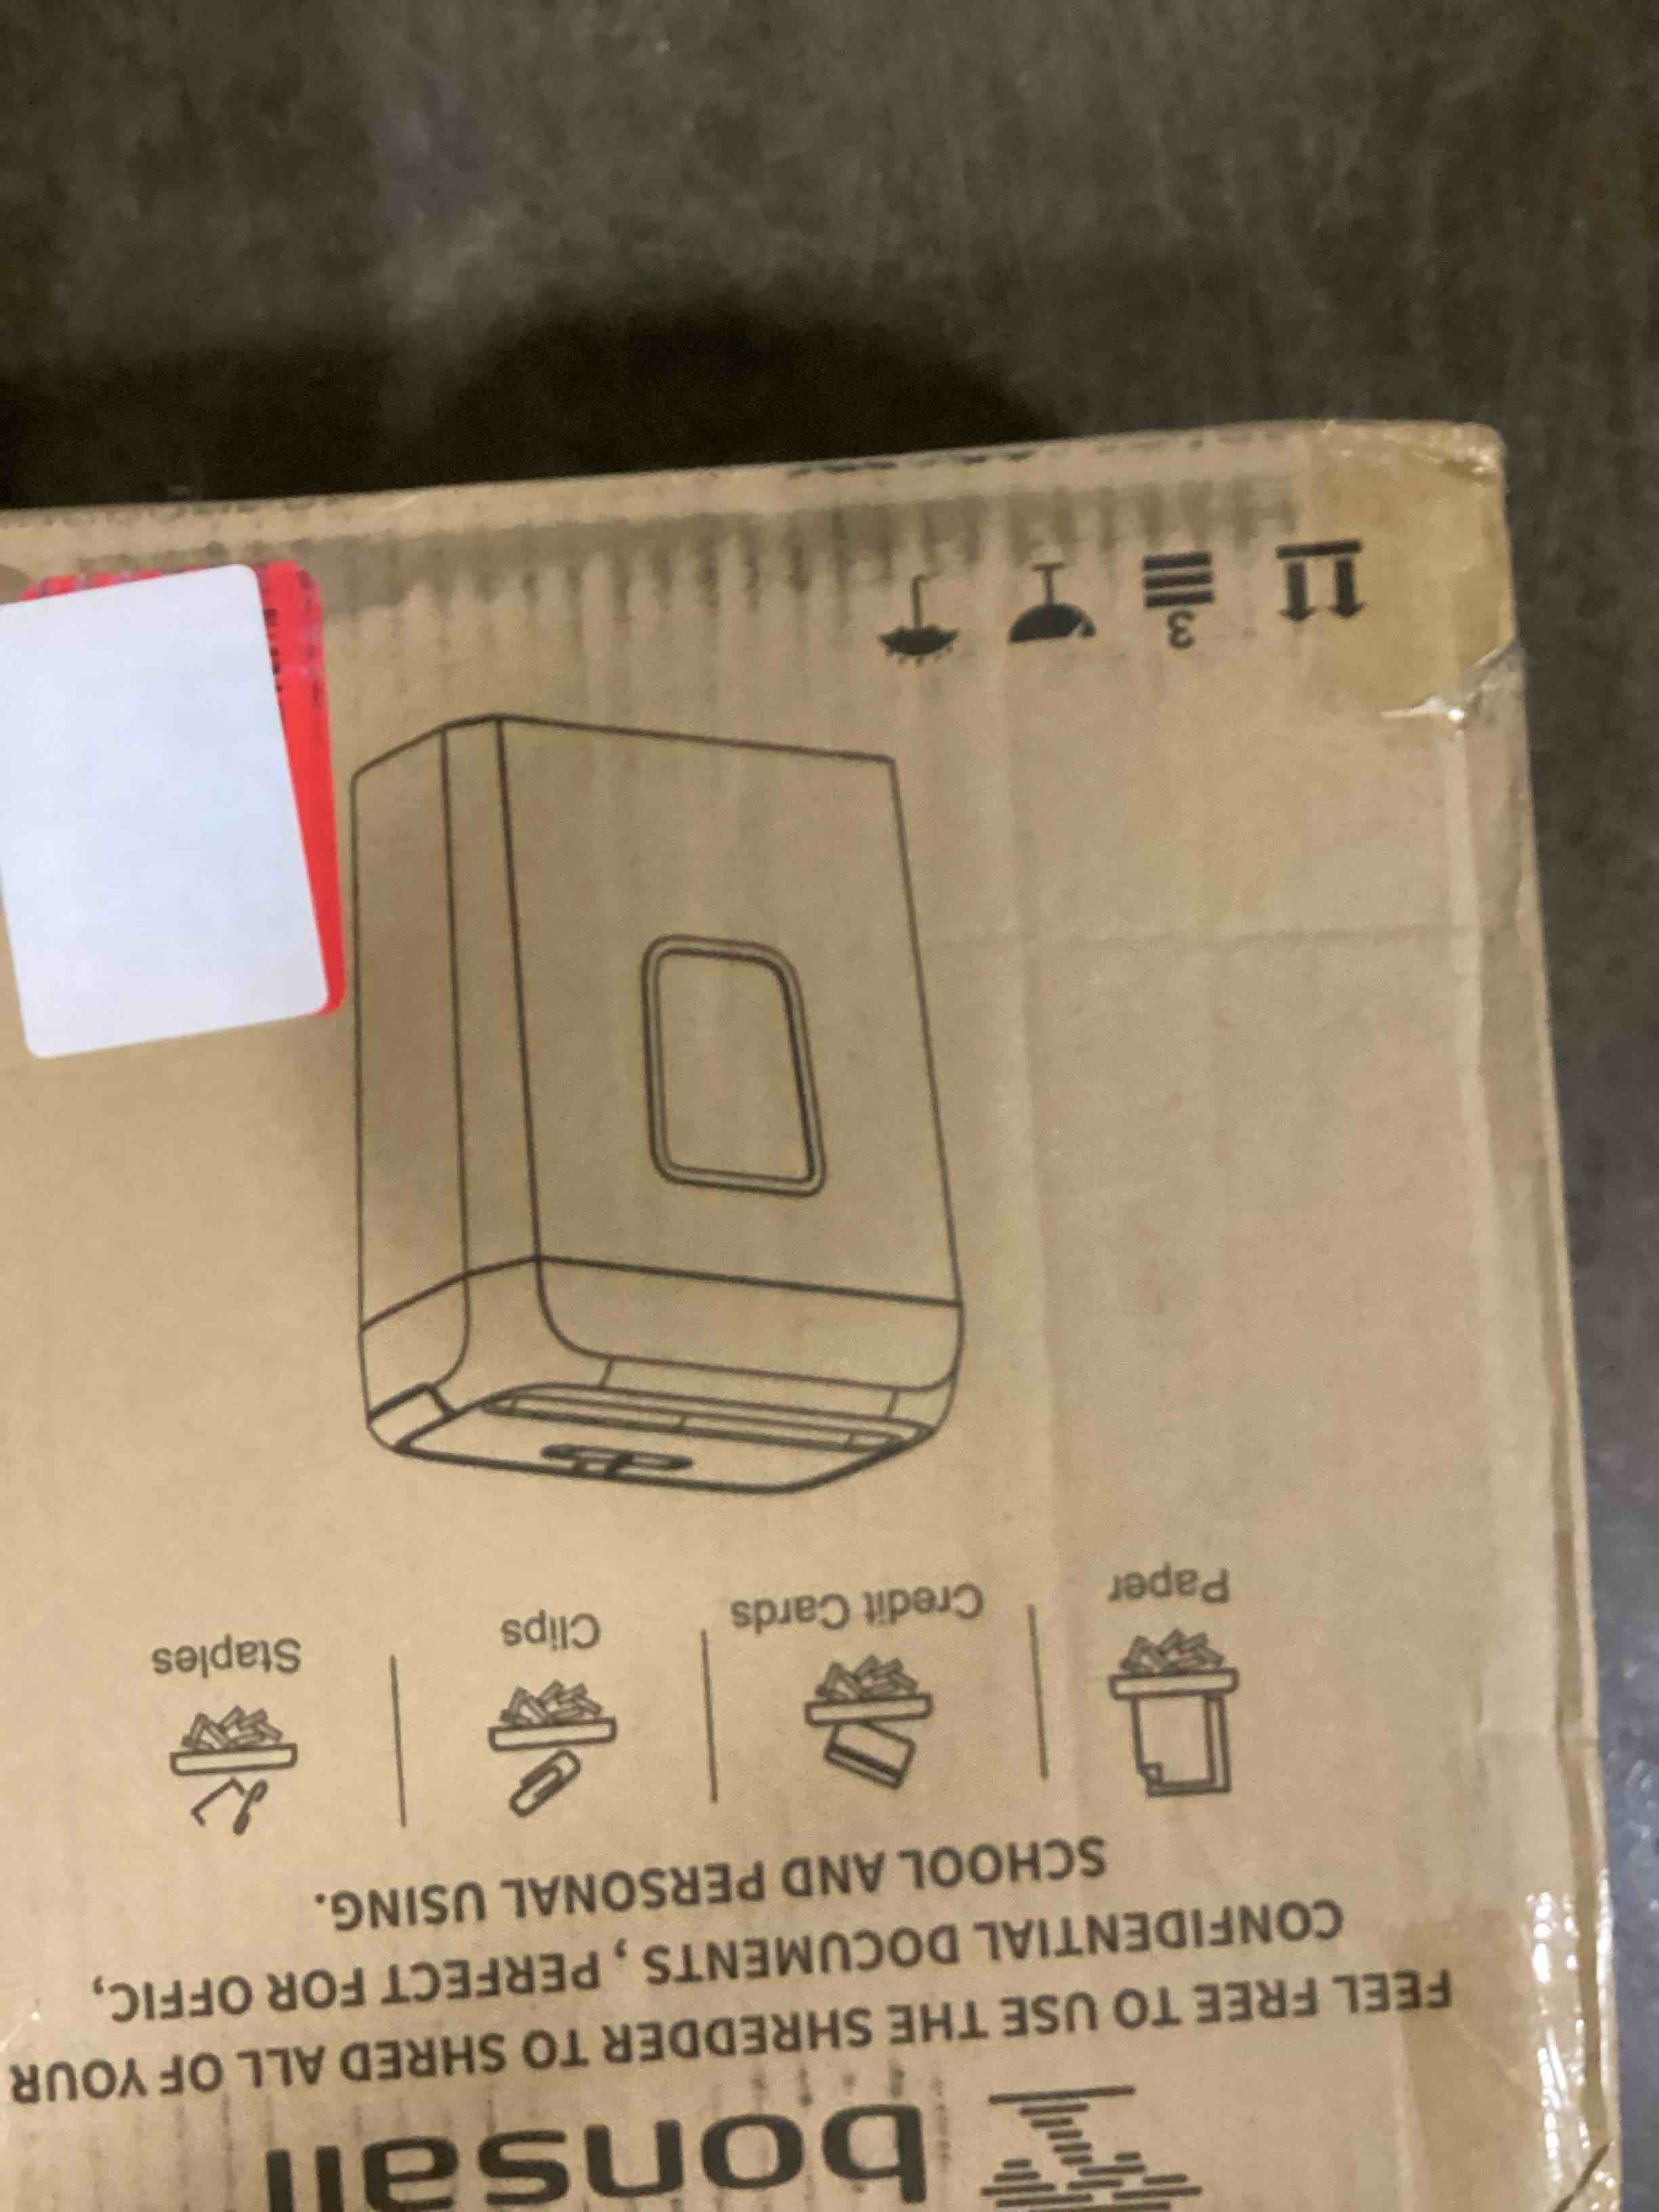 bonsaii
FEEL FREE TO USE THE SHREDDER TO SHRED ALL OF YOUR
CONFIDENTIAL DOCUMENTS, PERFECT FOR OFFIC,
SCHOOL AND PERSONAL USING.
Paper
Credit Cards
Clips
Staples
3